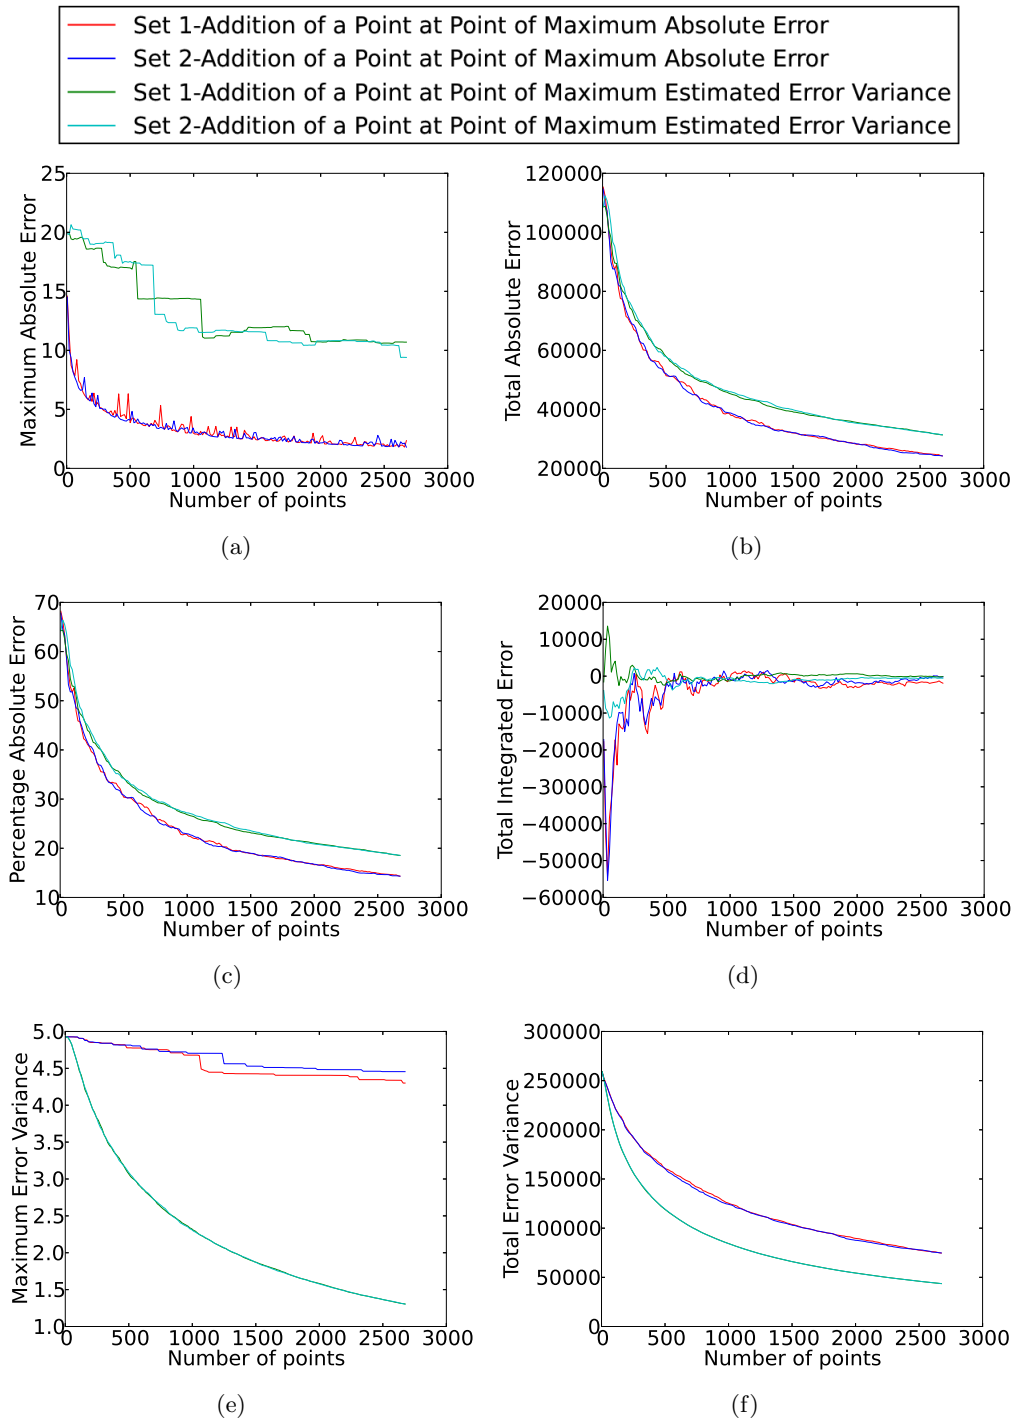 Set 1-Addition of a Point at Point of Maximum Absolute Error
Set 2-Addition of a Point at Point of Maximum Absolute Error
Set 1-Addition of a Point at Point of Maximum Estimated Error Variance
Set 2-Addition of a Point at Point of Maximum Estimated Error Variance
Maximum Absolute Error
25
20
15
10
5
0
0 500 1000 1500 2000 2500 3000
Number of points
(a)
Total Absolute Error
120000
100000
80000
60000
40000
20000
0 500 1000 1500 2000 2500 3000
Number of points
(b)
Percentage Absolute Error
70
60
50
40
30
20
10
0 500 1000 1500 2000 2500 3000
Number of points
(c)
Total Integrated Error
20000
10000
0
−10000
−20000
−30000
−40000
−50000
−60000
0 500 1000 1500 2000 2500 3000
Number of points
(d)
Maximum Error Variance
5.0
4.5
4.0
3.5
3.0
2.5
2.0
1.5
1.0
0 500 1000 1500 2000 2500 3000
Number of points
(e)
Total Error Variance
300000
250000
200000
150000
100000
50000
0
0 500 1000 1500 2000 2500 3000
Number of points
(f)